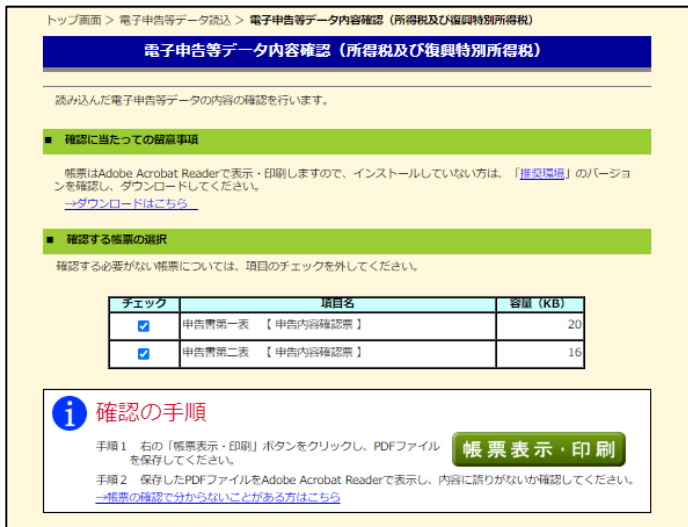 トップ画面 > 電子申告等データ読込 > 電子申告等データ内容確認（所得税及び復興特別所得税）
電子申告等データ内容確認（所得税及び復興特別所得税）
読み込んだ電子申告等データの内容の確認を行います。
■ 確認に当たっての留意事項
帳票はAdobe Acrobat Readerで表示・印刷しますので、インストールしていない方は、「推奨環境」のバージョ
ンを確認し、ダウンロードしてください。
→ダウンロードはこちら
■ 確認する帳票の選択
確認する必要がない帳票については、項目のチェックを外してください。
チェック 項目名 容量（KB）
申告書第一表 【 申告内容確認票 】 20
申告書第二表 【 申告内容確認票 】 16
i 確認の手順
手順１ 右の「帳票表示・印刷」ボタンをクリックし、PDFファイル
を保存してください。
帳票表示・印刷
手順２ 保存したPDFファイルをAdobe Acrobat Readerで表示し、内容に誤りがないか確認してください。
→帳票の確認で分からないことがある方はこちら